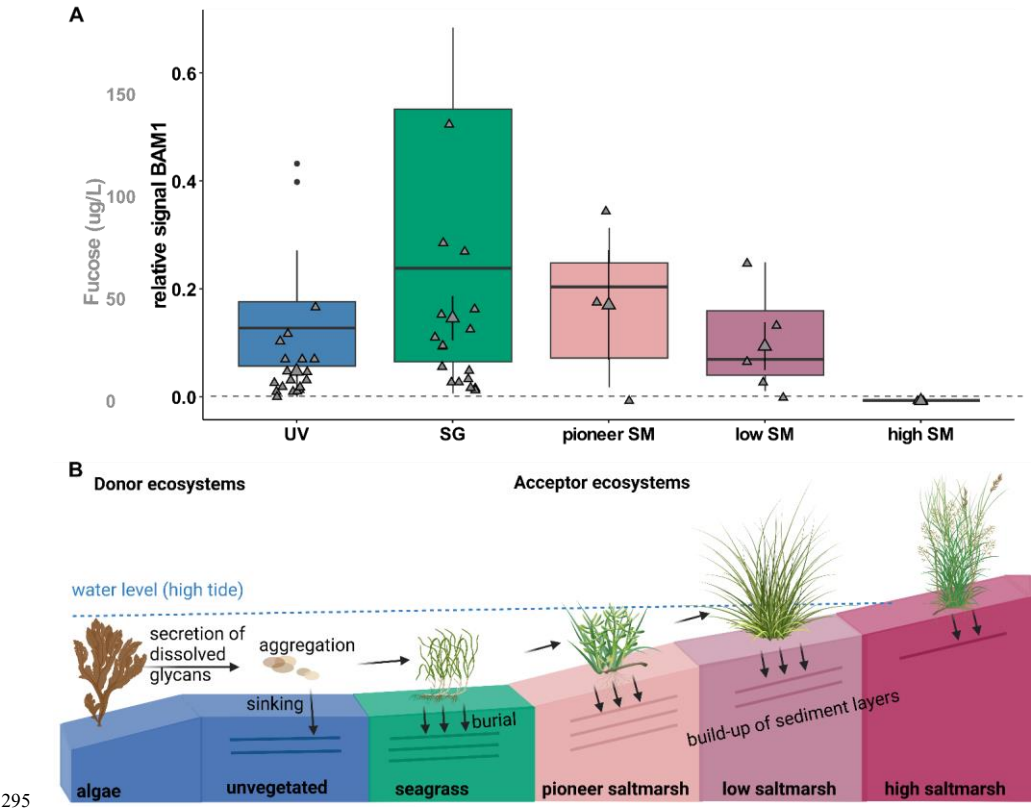 A
0.6
0.4
0.2
0.0
150
100
50
0
Fucose (ug/L)
relative signal BAM1
UV SG pioneer SM low SM high SM
B
Donor ecosystems Acceptor ecosystems
water level (high tide)
secretion of
dissolved
glycans
aggregation
sinking
burial
build-up of sediment layers
algae unvegetated seagrass pioneer saltmarsh low saltmarsh high saltmarsh
295